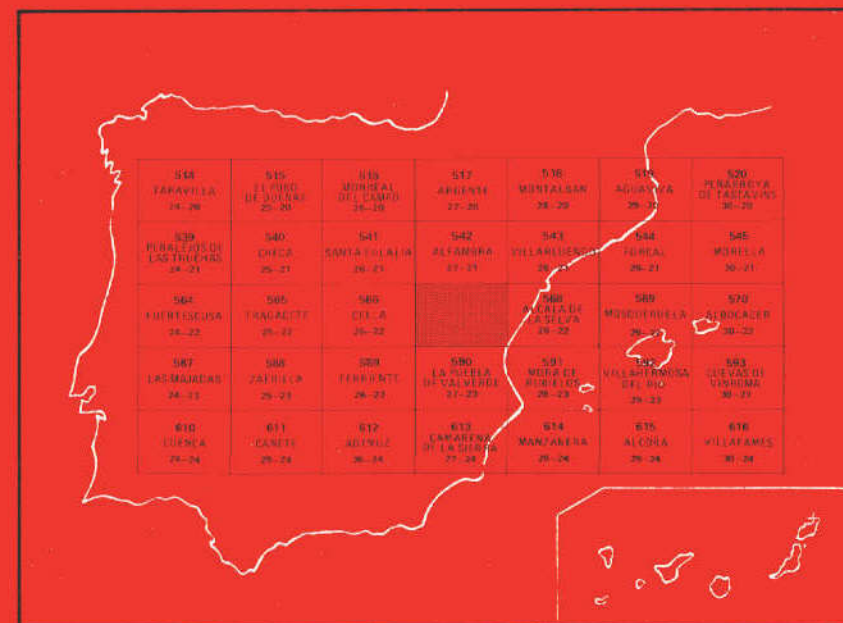 514
TARAVILLA
24-20
515
EL POBO
DE DUEÑAS
25-20
516
MONREAL
DEL CAMPO
26-20
517
ARGENTE
27-20
518
MONTALBAN
28-20
519
AGUAVIVA
29-20
520
PEÑARROYA
DE TASTAVINS
30-20
539
PERALEJOS DE
LAS TRUCHAS
24-21
540
CHECA
25-21
541
SANTA EULALIA
26-21
542
ALFAMBRA
27-21
543
VILLARLUENGO
28-21
544
FORCAL
29-21
545
MORELLA
30-21
564
FUERTESCUSA
24-22
565
TRAGACETE
25-22
566
CELLA
26-22
568
ALCALA DE
LA SELVA
28-22
569
MOSQUERUELA
29-22
570
ALBOCACER
30-22
587
LAS MAJADAS
24-23
588
ZAFRILLA
25-23
589
TERRIENTE
26-23
590
LA PUEBLA
DE VALVERDE
27-23
591
MORA DE
RUBIELOS
28-23
592
VILLAHERMOSA
DEL RIO
29-23
593
CUEVAS DE
VINROMA
30-23
610
CUENCA
24-24
611
CAÑETE
25-24
612
ADEMUZ
26-24
613
CAMARENA
DE LA SIERRA
27-24
614
MANZANERA
28-24
615
ALCORA
29-24
616
VILLAFAMES
30-24